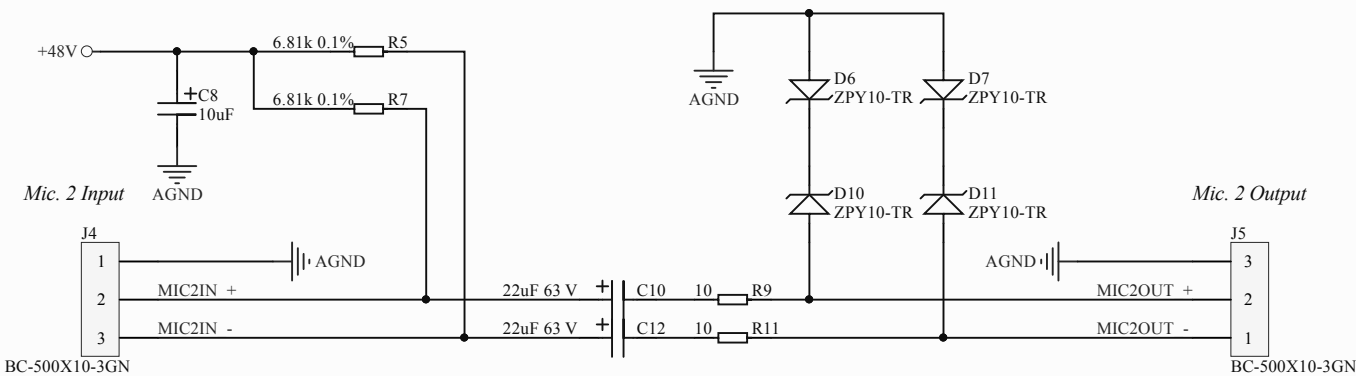 +48V
6.81k 0.1% R5
6.81k 0.1% R7
+ C8
10uF
AGND
AGND
D6
ZPY10-TR
D7
ZPY10-TR
D10
ZPY10-TR
D11
ZPY10-TR
Mic. 2 Input
J4
1 AGND
2 MIC2IN +
3 MIC2IN -
BC-500X10-3GN
22uF 63 V + C10 10 R9
22uF 63 V + C12 10 R11
Mic. 2 Output
J5
AGND 3
MIC2OUT + 2
MIC2OUT - 1
BC-500X10-3GN